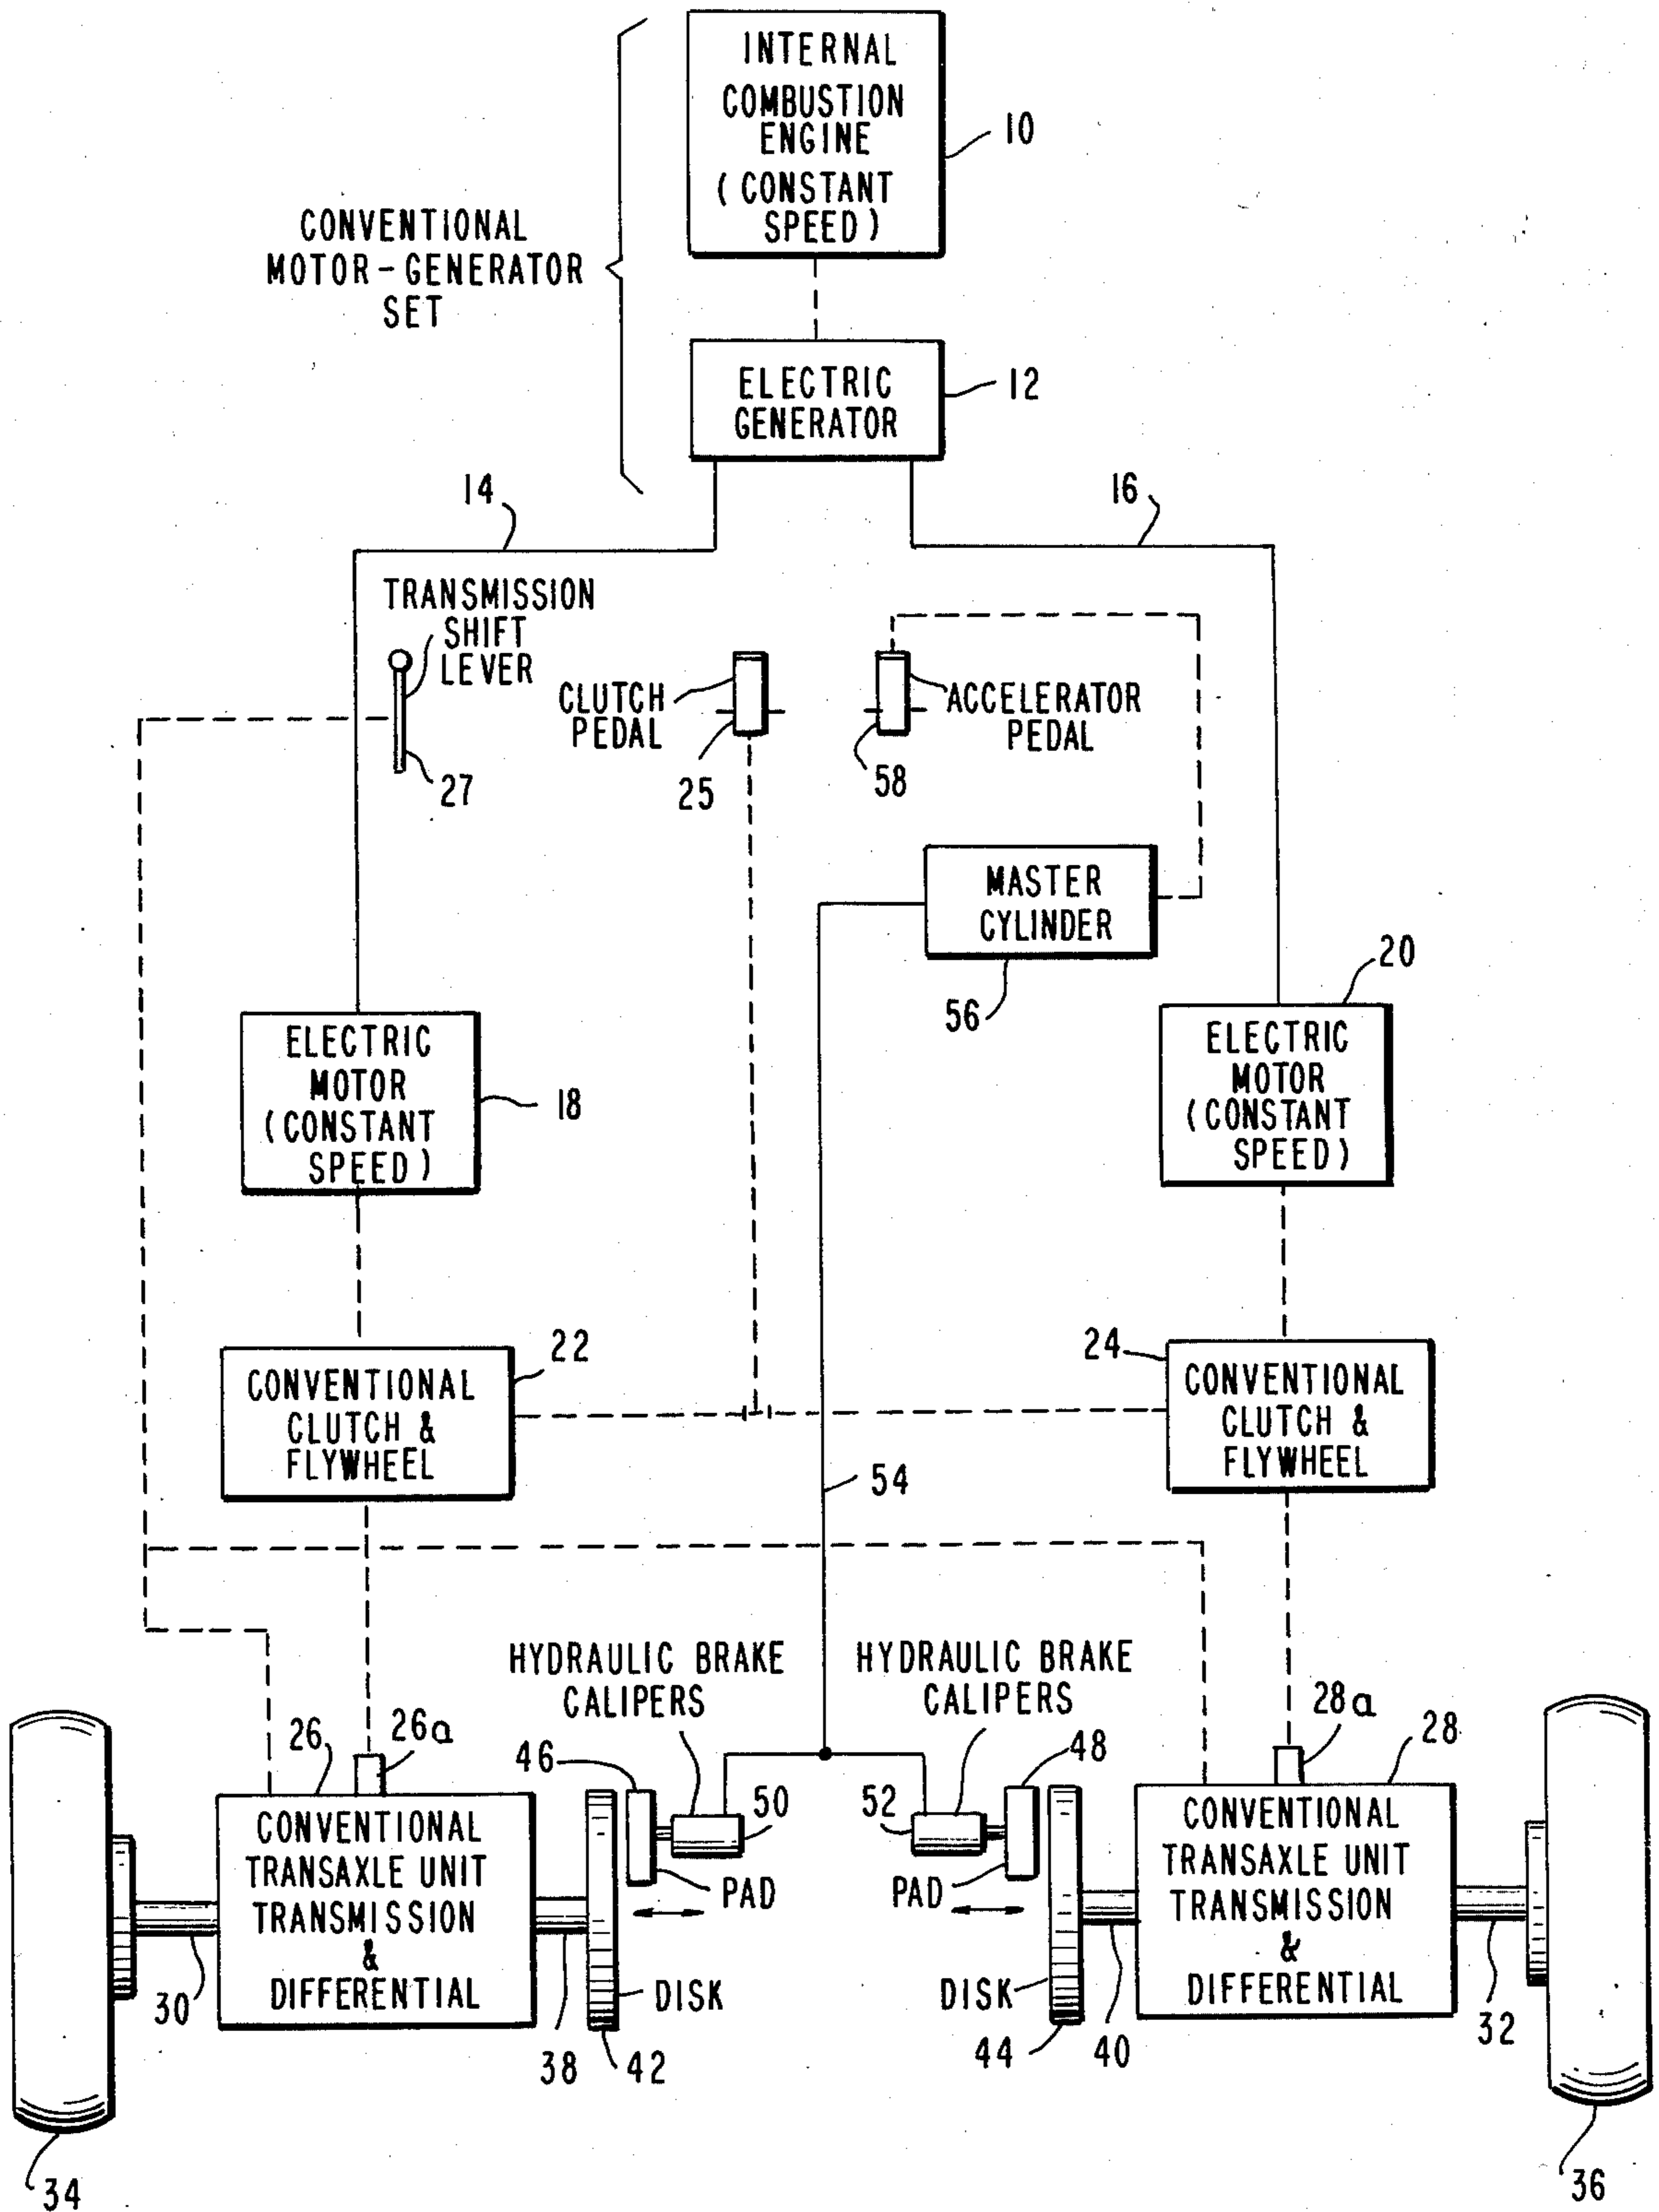 INTERNAL
COMBUSTION
ENGINE
(CONSTANT
SPEED)
10
CONVENTIONAL
MOTOR-GENERATOR
SET
ELECTRIC
GENERATOR
12
14
16
TRANSMISSION
SHIFT
LEVER
27
CLUTCH
PEDAL
25
ACCELERATOR
PEDAL
58
MASTER
CYLINDER
56
20
ELECTRIC
MOTOR
(CONSTANT
SPEED)
18
ELECTRIC
MOTOR
(CONSTANT
SPEED)
22
CONVENTIONAL
CLUTCH &
FLYWHEEL
24
CONVENTIONAL
CLUTCH &
FLYWHEEL
54
HYDRAULIC BRAKE
CALIPERS
HYDRAULIC BRAKE
CALIPERS
26
26a
46
50
52
48
28a
28
CONVENTIONAL
TRANSAXLE UNIT
TRANSMISSION
&
DIFFERENTIAL
PAD
PAD
CONVENTIONAL
TRANSAXLE UNIT
TRANSMISSION
&
DIFFERENTIAL
DISK
DISK
30
38
42
44
40
32
34
36